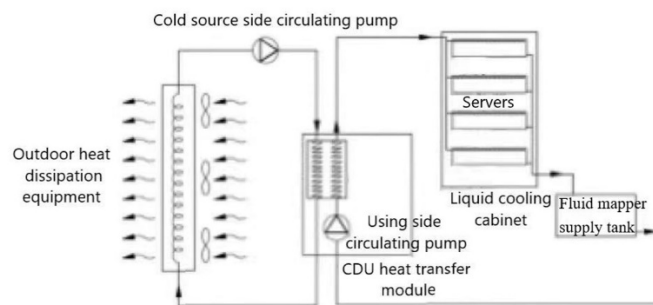 Cold source side circulating pump
Outdoor heat
dissipation
equipment
Servers
Liquid cooling
cabinet
Fluid mapper
supply tank
Using side
circulating pump
CDU heat transfer
module